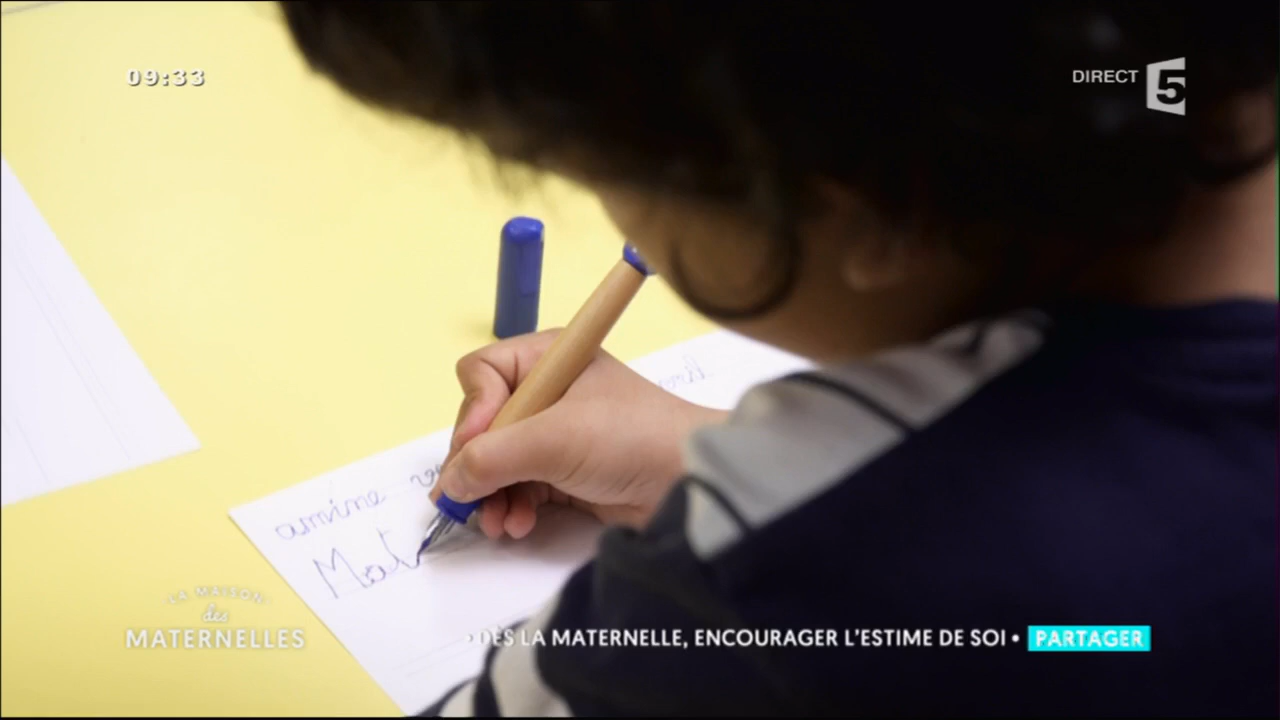 09:33
DIRECT 5
amine
Mat
LA MAISON
des
MATERNELLES
• DÈS LA MATERNELLE, ENCOURAGER L'ESTIME DE SOI • PARTAGER